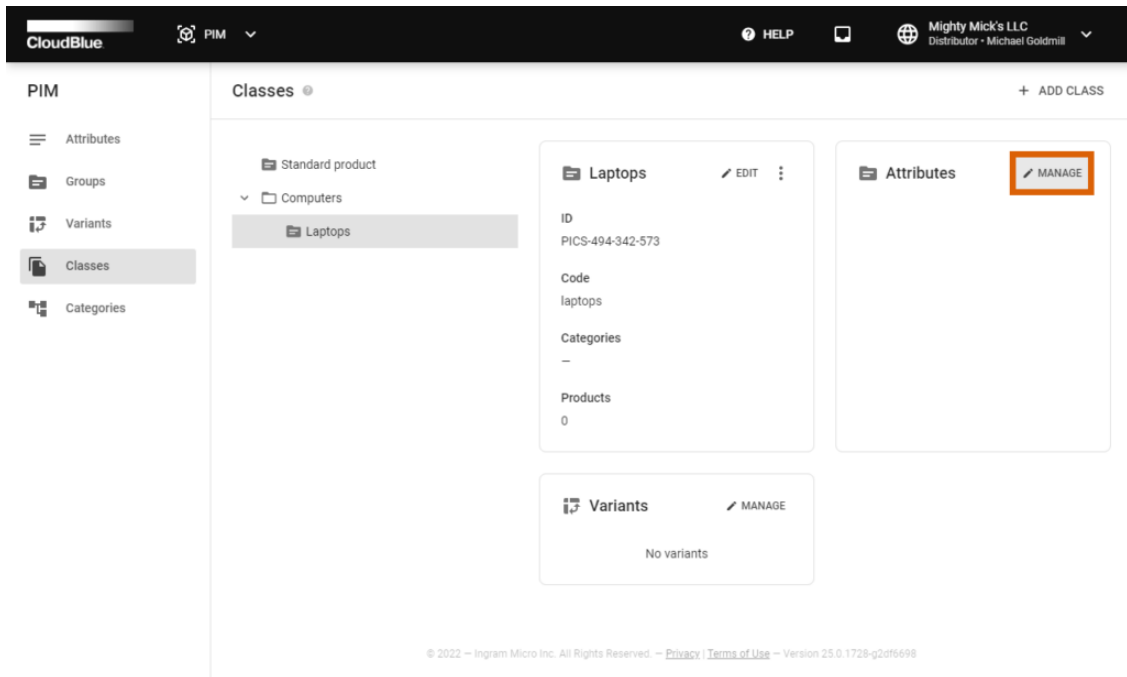 CloudBlue
PIM
HELP
Mighty Mick's LLC
Distributor • Michael Goldmill
PIM
Attributes
Groups
Variants
Classes
Categories
Classes
+ ADD CLASS
Standard product
Computers
Laptops
Laptops
EDIT
ID
PICS-494-342-573
Code
laptops
Categories
–
Products
0
Attributes
MANAGE
Variants
MANAGE
No variants
© 2022 – Ingram Micro Inc. All Rights Reserved. – Privacy | Terms of Use – Version 25.0.1728-g2df6698